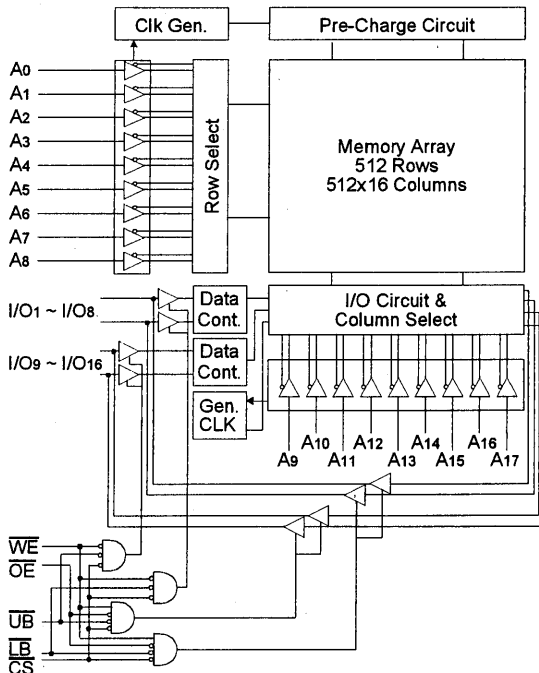 Clk Gen.
Pre-Charge Circuit
A0
A1
A2
A3
A4
A5
A6
A7
A8
Row Select
Memory Array
512 Rows
512x16 Columns
I/O1 ~ I/O8
Data
Cont.
I/O Circuit &
Column Select
I/O9 ~ I/O16
Data
Cont.
Gen.
CLK
A9
A10
A11
A12
A13
A14
A15
A16
A17
WE
OE
UB
LB
CS